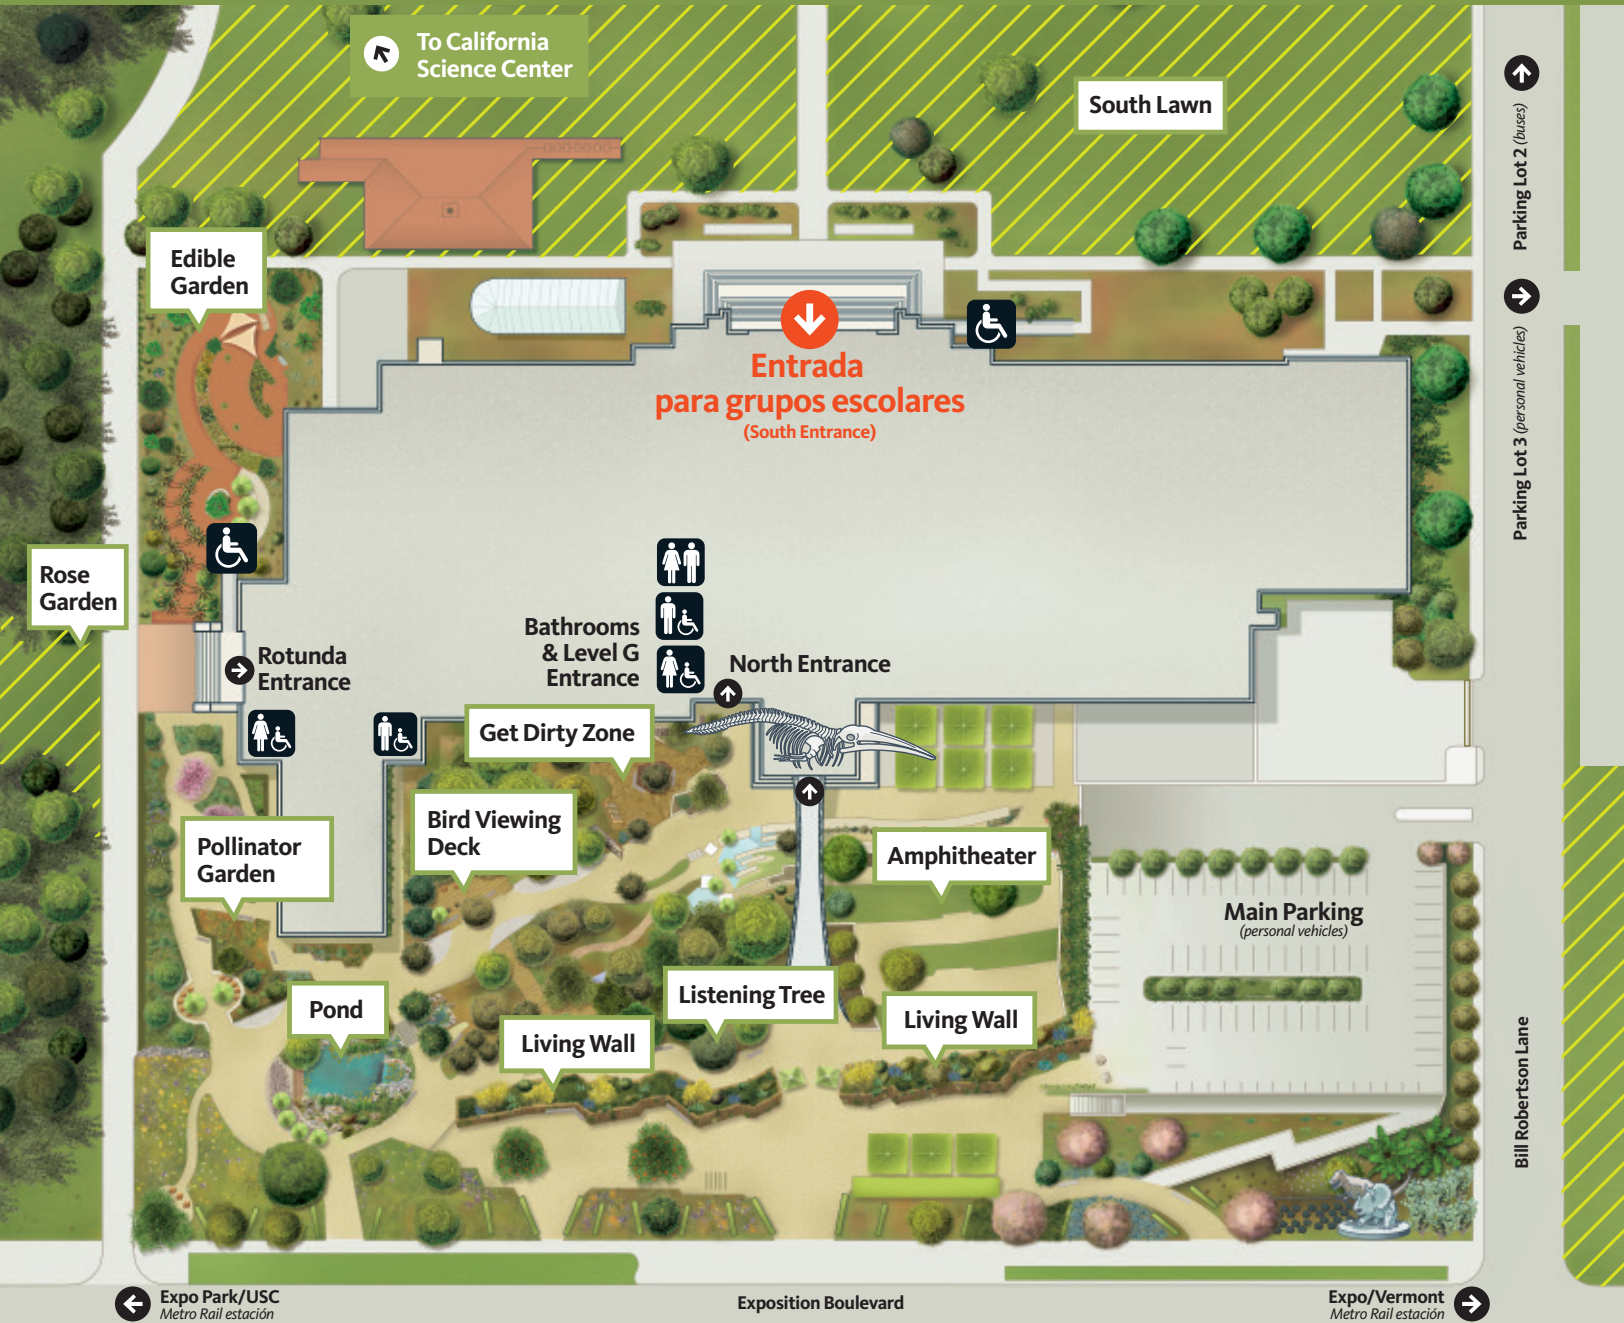 To California
Science Center
South Lawn
Parking Lot 2 (buses)
Edible
Garden
Parking Lot 3 (personal vehicles)
Entrada
para grupos escolares
(South Entrance)
Rose
Garden
Rotunda
Entrance
Bathrooms
& Level G
Entrance
North Entrance
Get Dirty Zone
Bird Viewing
Deck
Pollinator
Garden
Amphitheater
Main Parking
(personal vehicles)
Pond
Listening Tree
Living Wall
Living Wall
Bill Robertson Lane
Expo Park/USC
Metro Rail estación
Exposition Boulevard
Expo/Vermont
Metro Rail estación